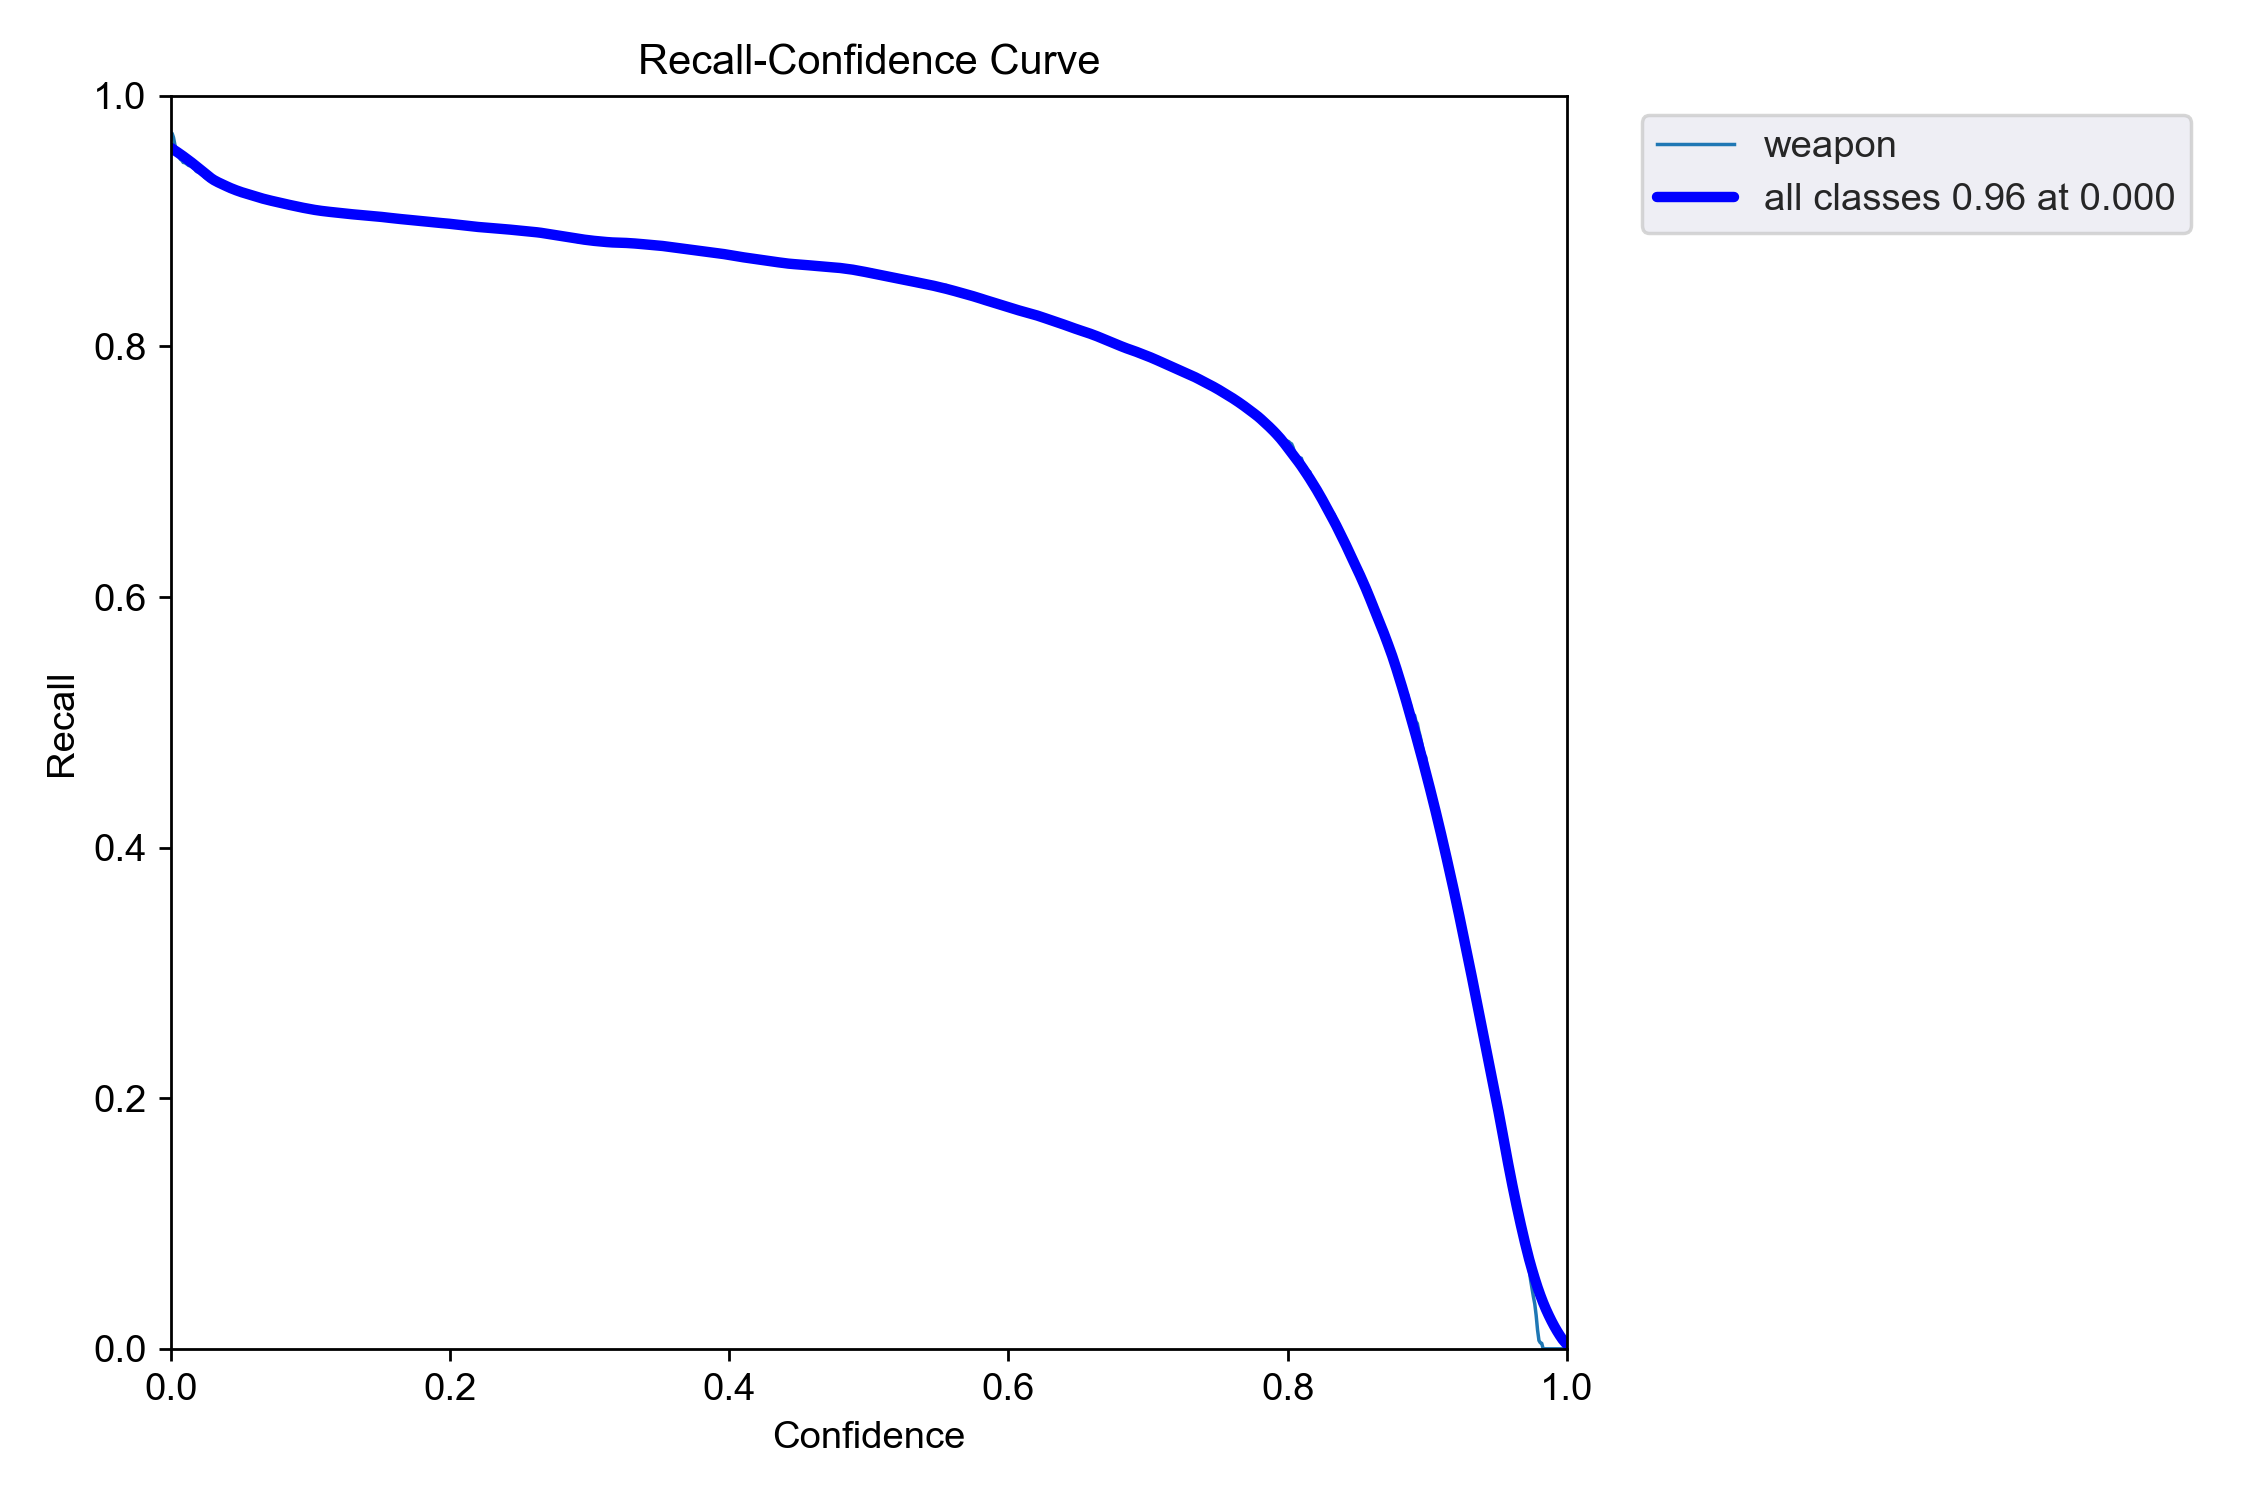 Recall-Confidence Curve
1.0
0.8
0.6
0.4
0.2
0.0
Recall
0.0 0.2 0.4 0.6 0.8 1.0
Confidence
weapon
all classes 0.96 at 0.000